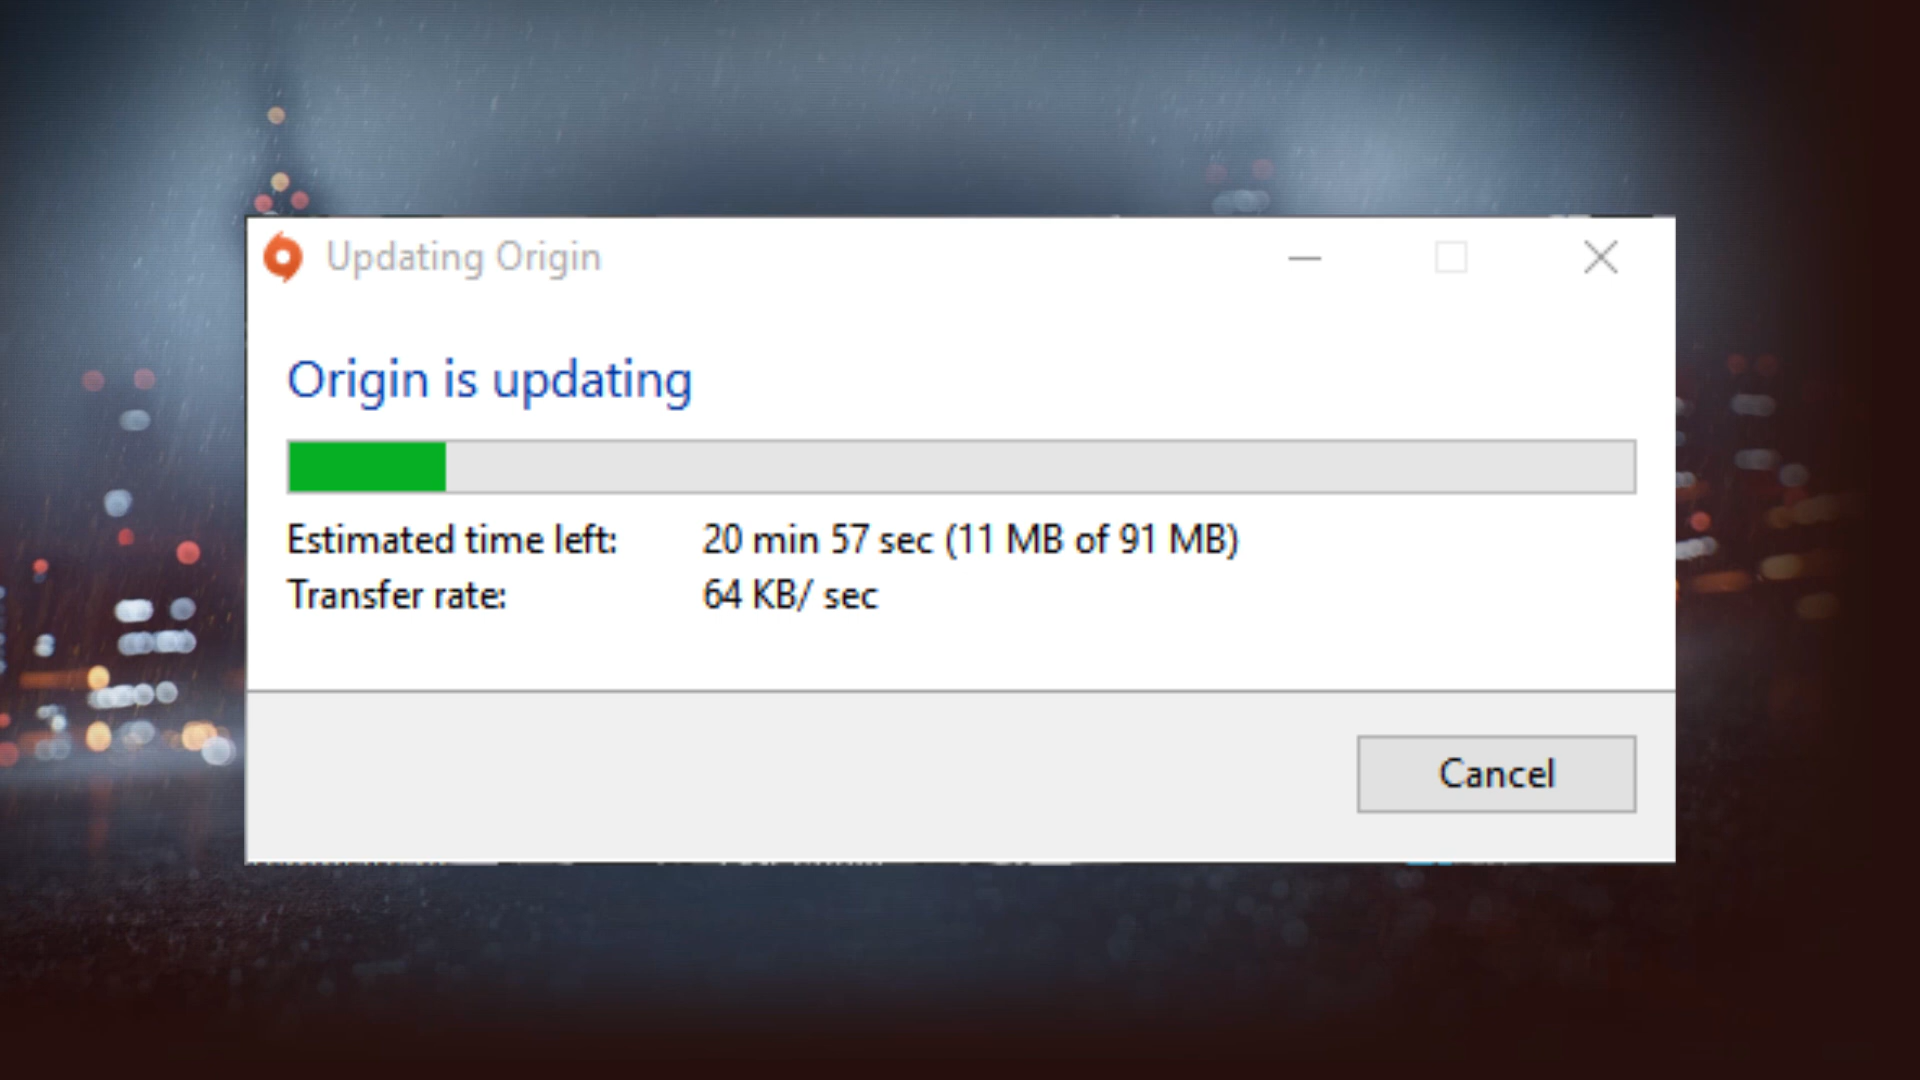 Updating Origin
Origin is updating
Estimated time left: 20 min 57 sec (11 MB of 91 MB)
Transfer rate: 64 KB/ sec
Cancel